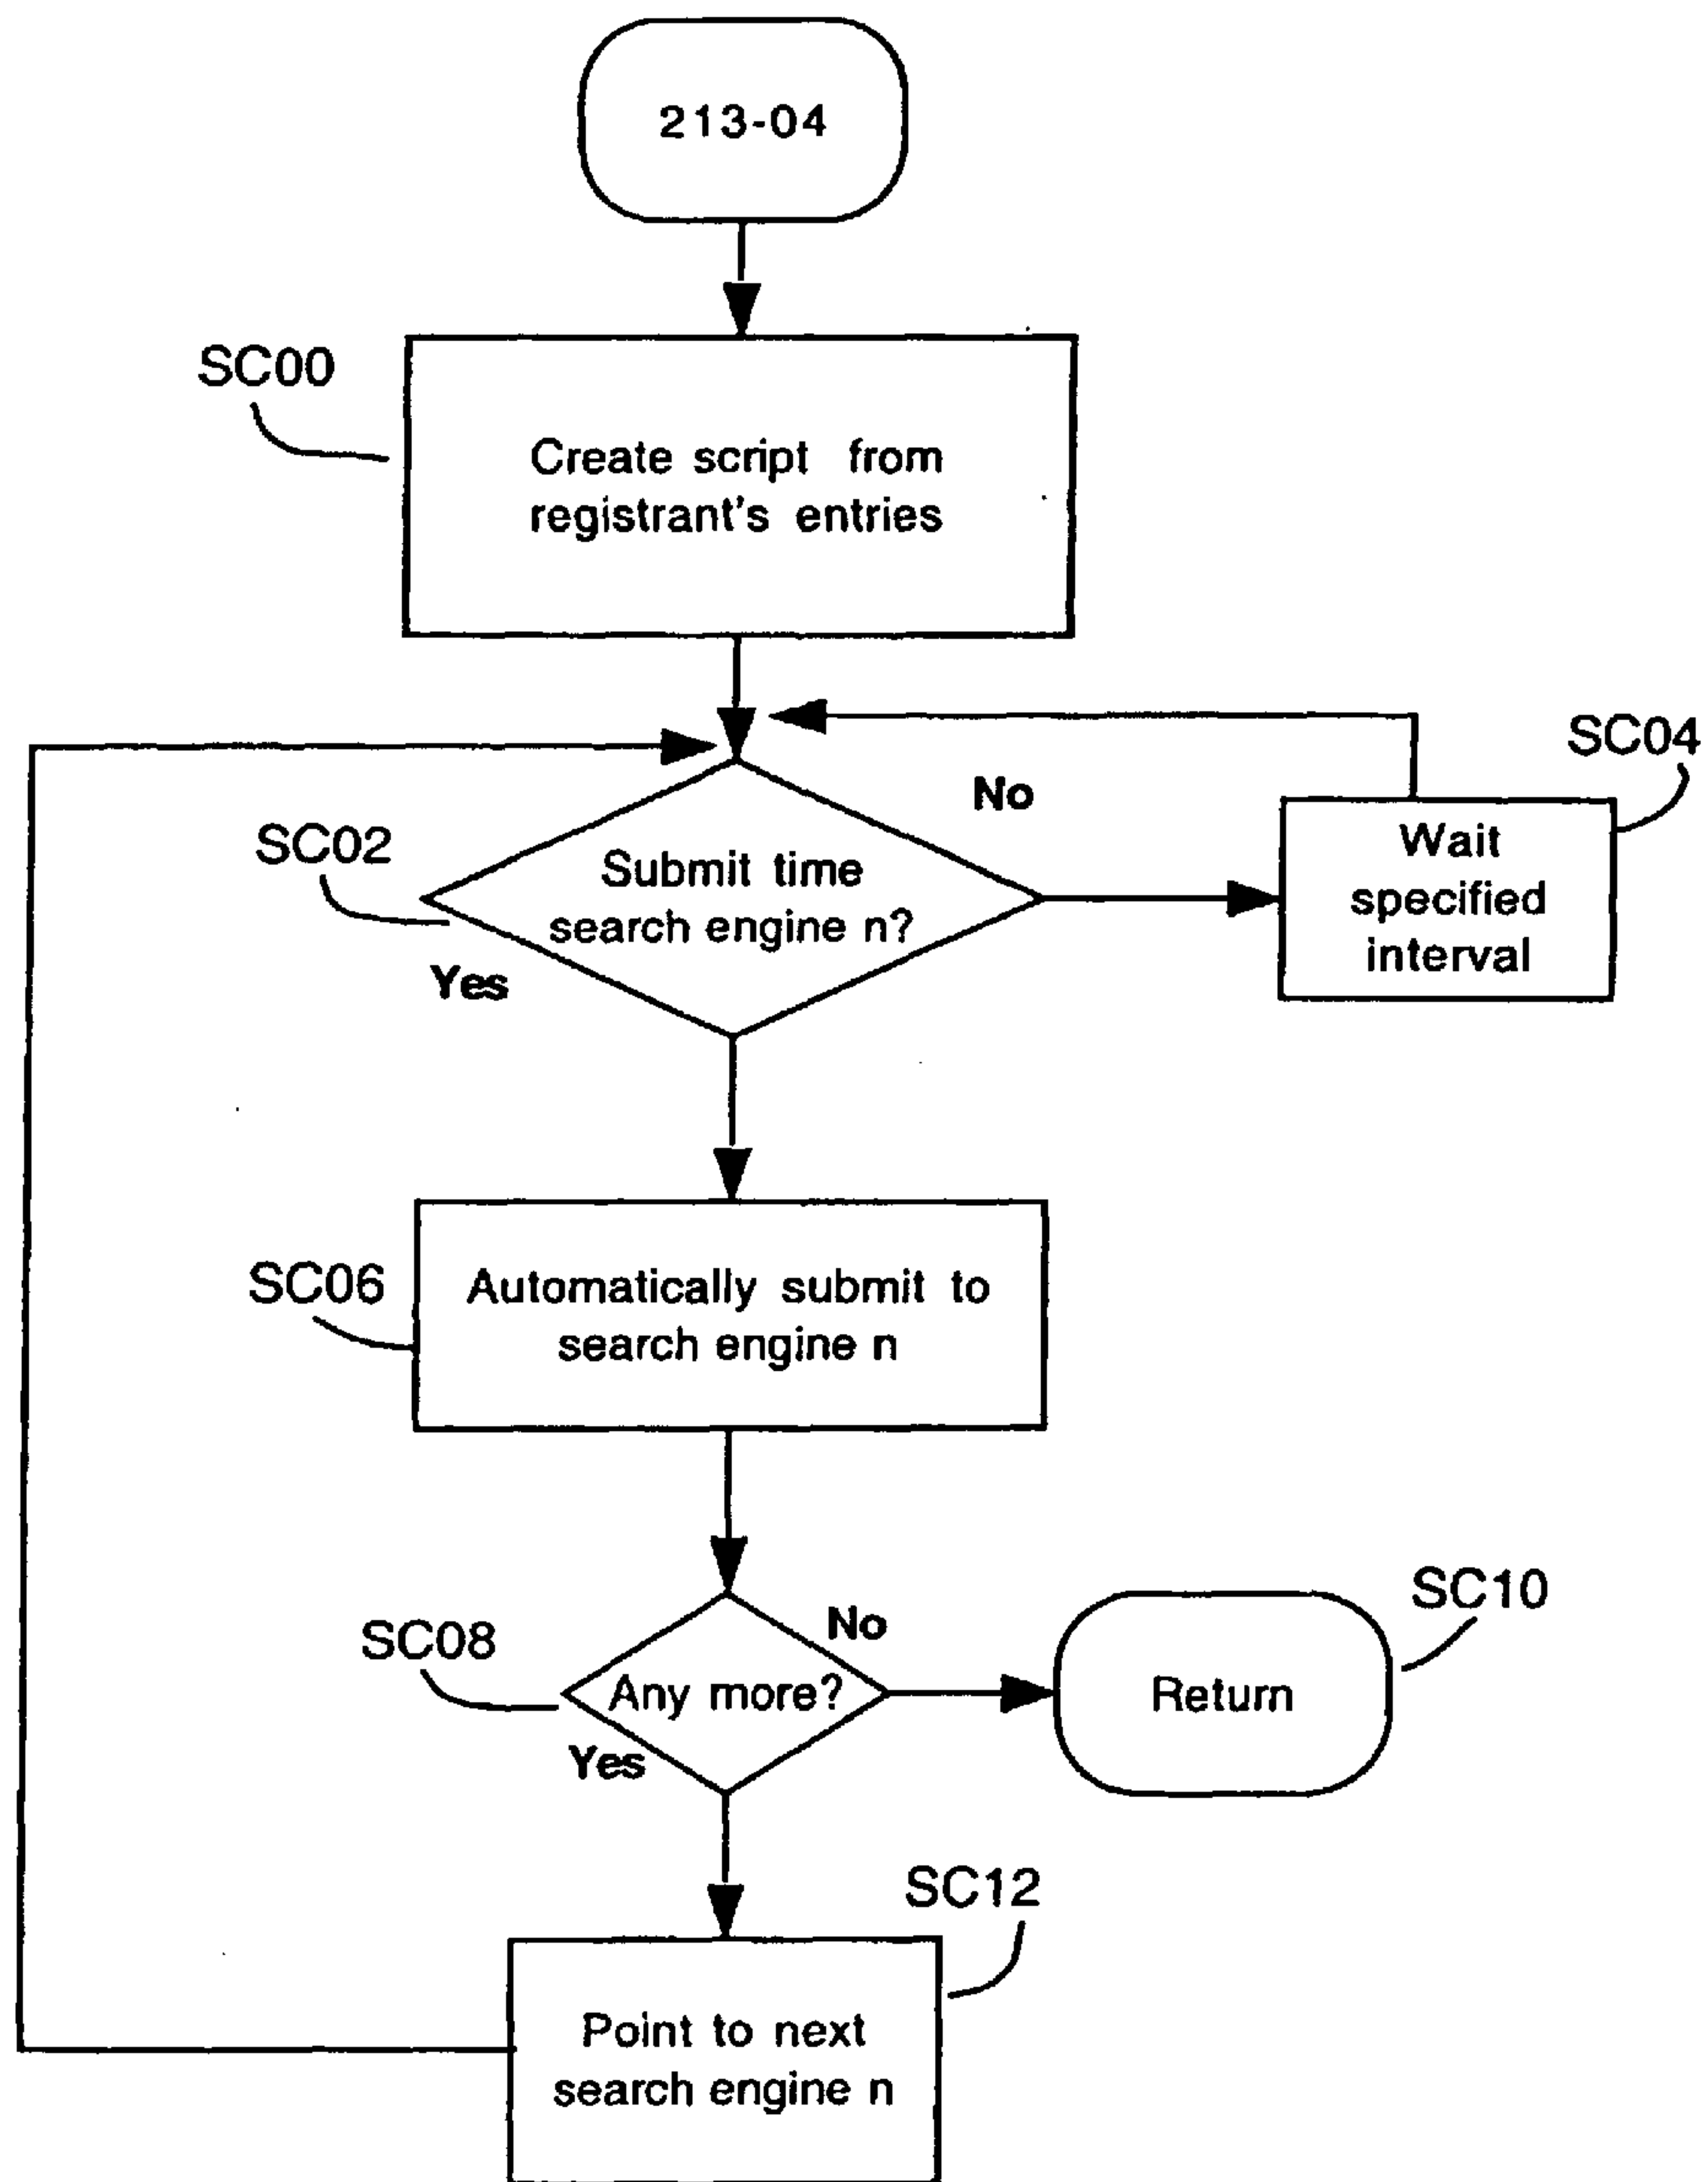 213-04
SC00
Create script from
registrant's entries
SC04
No
Wait
specified
interval
SC02
Submit time
search engine n?
Yes
SC06
Automatically submit to
search engine n
SC10
No
SC08
Any more?
Return
Yes
SC12
Point to next
search engine n